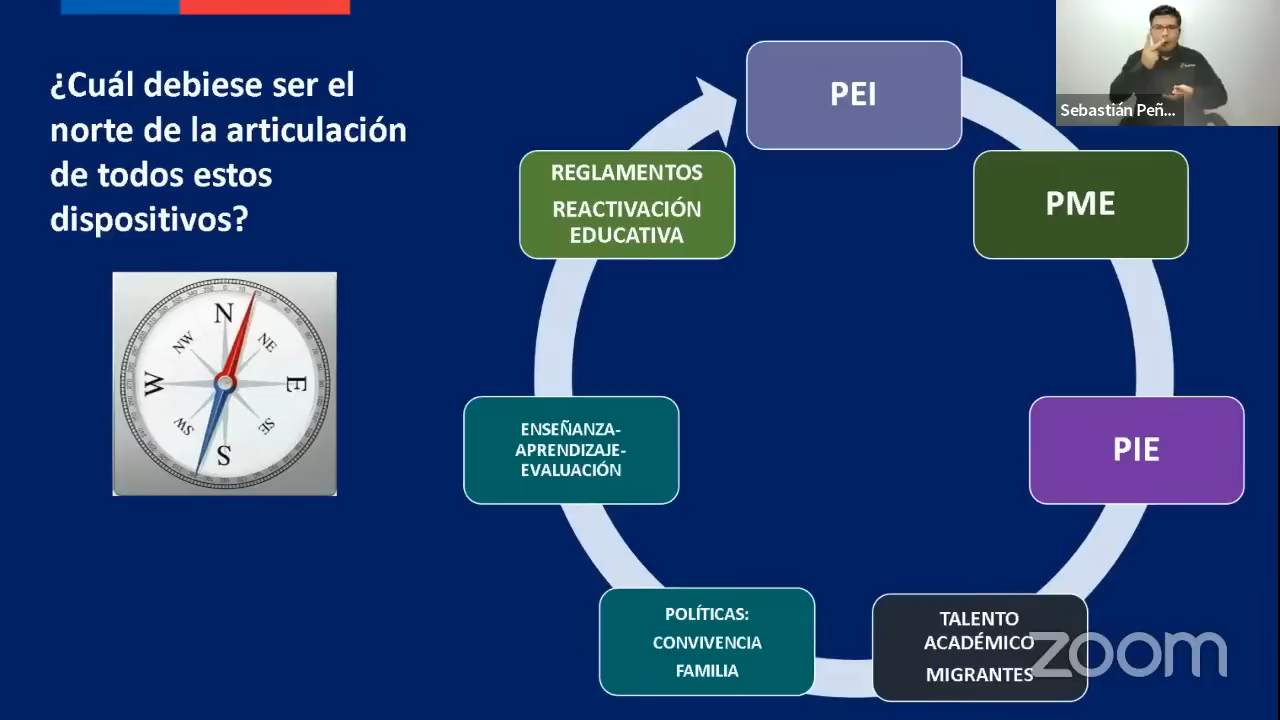 ¿Cuál debiese ser el
norte de la articulación
de todos estos
dispositivos?
N
NE
E
SE
S
SW
W
NW
PEI
PME
PIE
TALENTO
ACADÉMICO
MIGRANTES
POLÍTICAS:
CONVIVENCIA
FAMILIA
ENSEÑANZA-
APRENDIZAJE-
EVALUACIÓN
REGLAMENTOS
REACTIVACIÓN
EDUCATIVA
Sebastián Peñ...
zoom